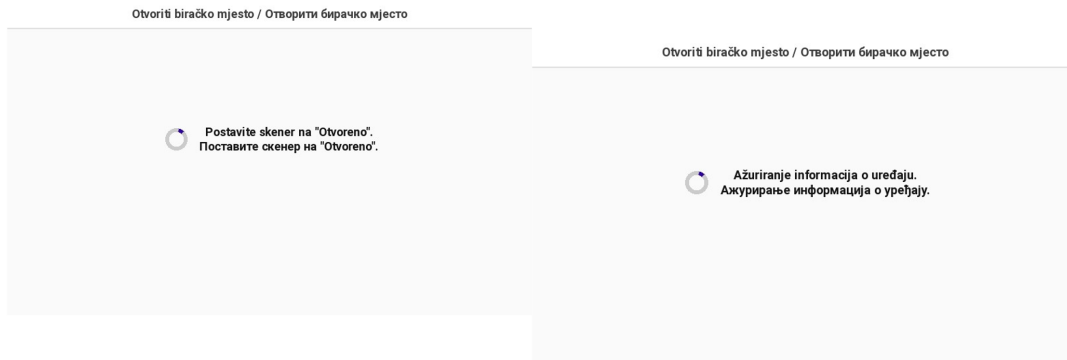 Otvoriti biračko mjesto / Отворити бирачко мјесто
Postavite skener na "Otvoreno".
Поставите скенер на "Otvoreno".
Otvoriti biračko mjesto / Отворити бирачко мјесто
Ažuriranje informacija o uređaju.
Ажурирање информација о уређају.